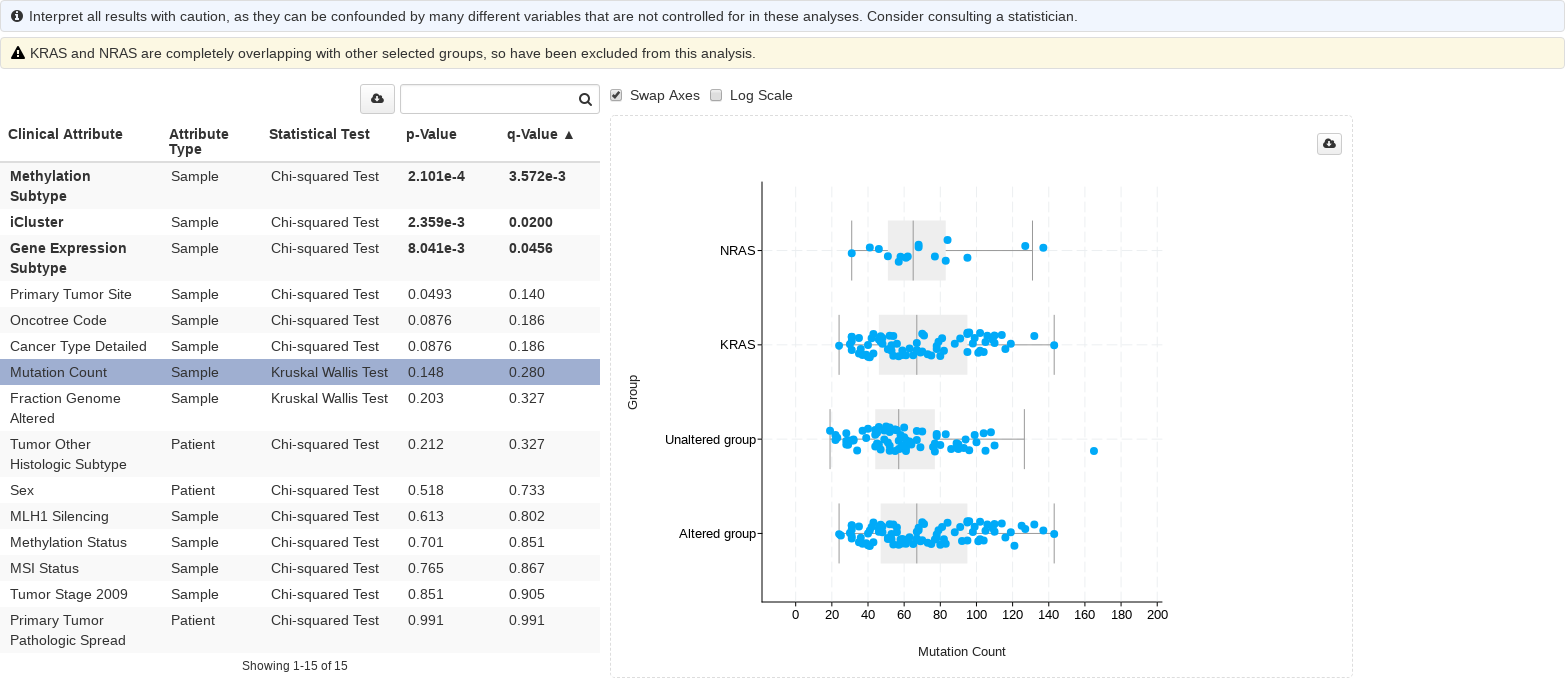 Interpret all results with caution, as they can be confounded by many different variables that are not controlled for in these analyses. Consider consulting a statistician.
KRAS and NRAS are completely overlapping with other selected groups, so have been excluded from this analysis.
Clinical Attribute Attribute Type Statistical Test p-Value q-Value ▲
Methylation Subtype Sample Chi-squared Test 2.101e-4 3.572e-3
iCluster Sample Chi-squared Test 2.359e-3 0.0200
Gene Expression Subtype Sample Chi-squared Test 8.041e-3 0.0456
Primary Tumor Site Sample Chi-squared Test 0.0493 0.140
Oncotree Code Sample Chi-squared Test 0.0876 0.186
Cancer Type Detailed Sample Chi-squared Test 0.0876 0.186
Mutation Count Sample Kruskal Wallis Test 0.148 0.280
Fraction Genome Altered Sample Kruskal Wallis Test 0.203 0.327
Tumor Other Histologic Subtype Patient Chi-squared Test 0.212 0.327
Sex Patient Chi-squared Test 0.518 0.733
MLH1 Silencing Sample Chi-squared Test 0.613 0.802
Methylation Status Sample Chi-squared Test 0.701 0.851
MSI Status Sample Chi-squared Test 0.765 0.867
Tumor Stage 2009 Sample Chi-squared Test 0.851 0.905
Primary Tumor Pathologic Spread Patient Chi-squared Test 0.991 0.991
Showing 1-15 of 15
Swap Axes Log Scale
Group
NRAS
KRAS
Unaltered group
Altered group
0 20 40 60 80 100 120 140 160 180 200
Mutation Count